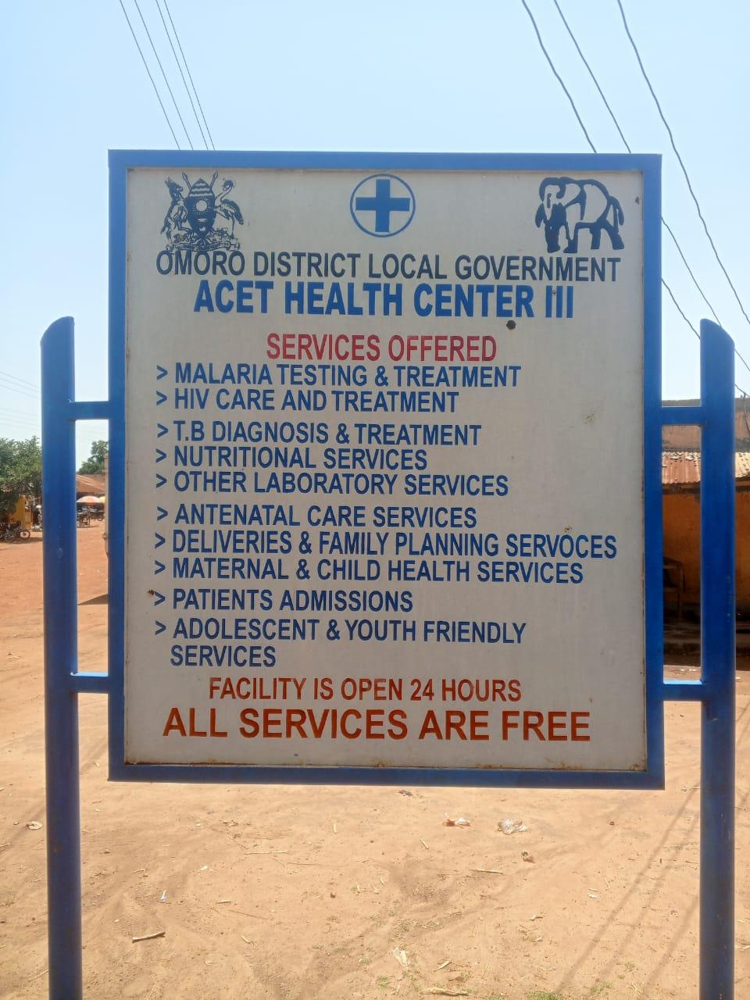 OMORO DISTRICT LOCAL GOVERNMENT
ACET HEALTH CENTER III
SERVICES OFFERED
> MALARIA TESTING & TREATMENT
> HIV CARE AND TREATMENT
> T.B DIAGNOSIS & TREATMENT
> NUTRITIONAL SERVICES
> OTHER LABORATORY SERVICES
> ANTENATAL CARE SERVICES
> DELIVERIES & FAMILY PLANNING SERVOCES
> MATERNAL & CHILD HEALTH SERVICES
> PATIENTS ADMISSIONS
> ADOLESCENT & YOUTH FRIENDLY
SERVICES
FACILITY IS OPEN 24 HOURS
ALL SERVICES ARE FREE